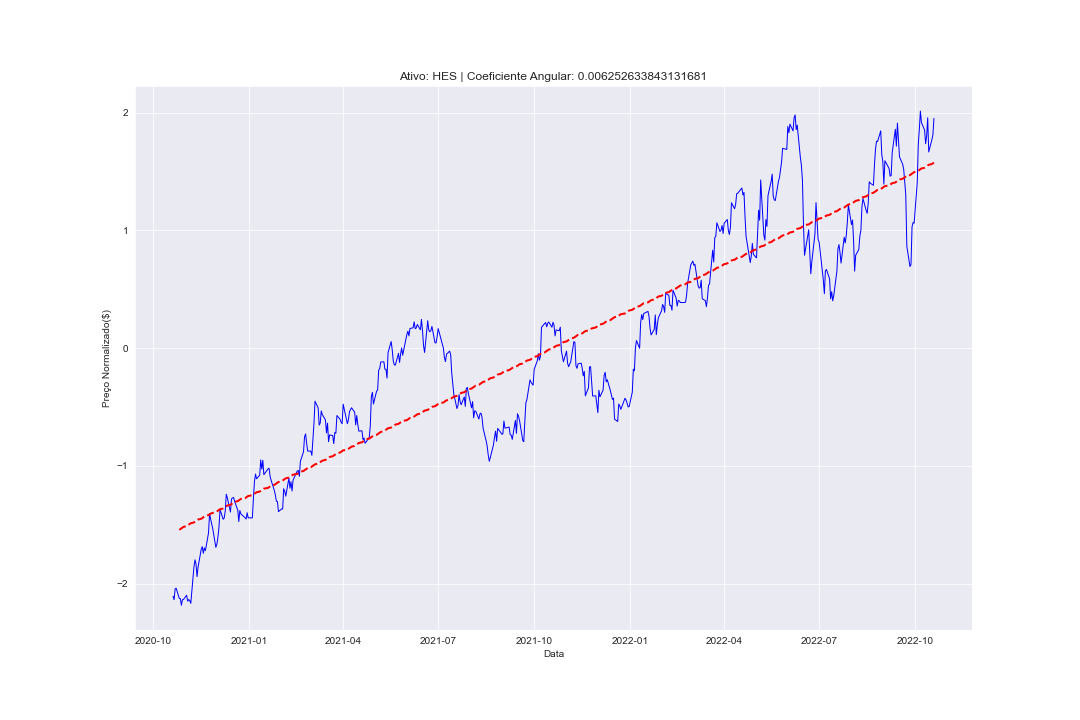 Ativo: HES | Coeficiente Angular: 0.006252633843131681
2
1
0
−1
−2
Preço Normalizado($)
2020-10 2021-01 2021-04 2021-07 2021-10 2022-01 2022-04 2022-07 2022-10
Data